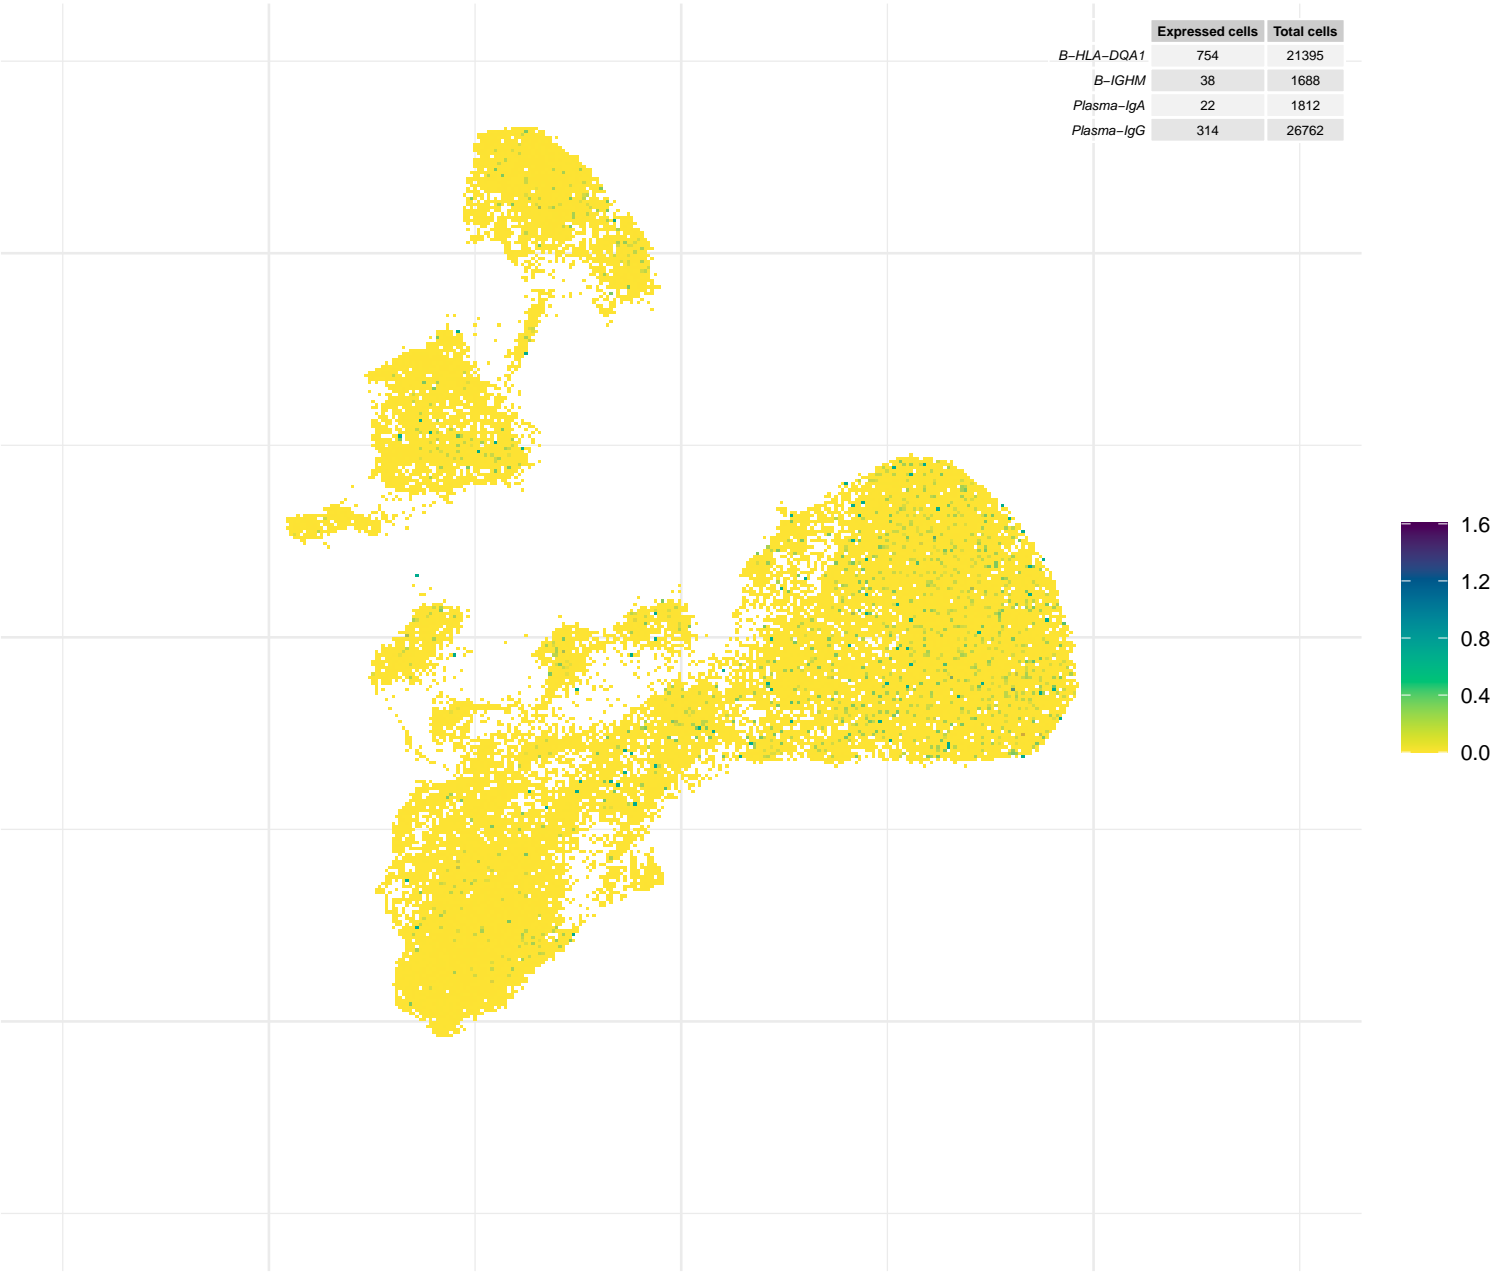 Expressed cells Total cells
B-HLA-DQA1 754 21395
B-IGHM 38 1688
Plasma-IgA 22 1812
Plasma-IgG 314 26762
1.6
1.2
0.8
0.4
0.0